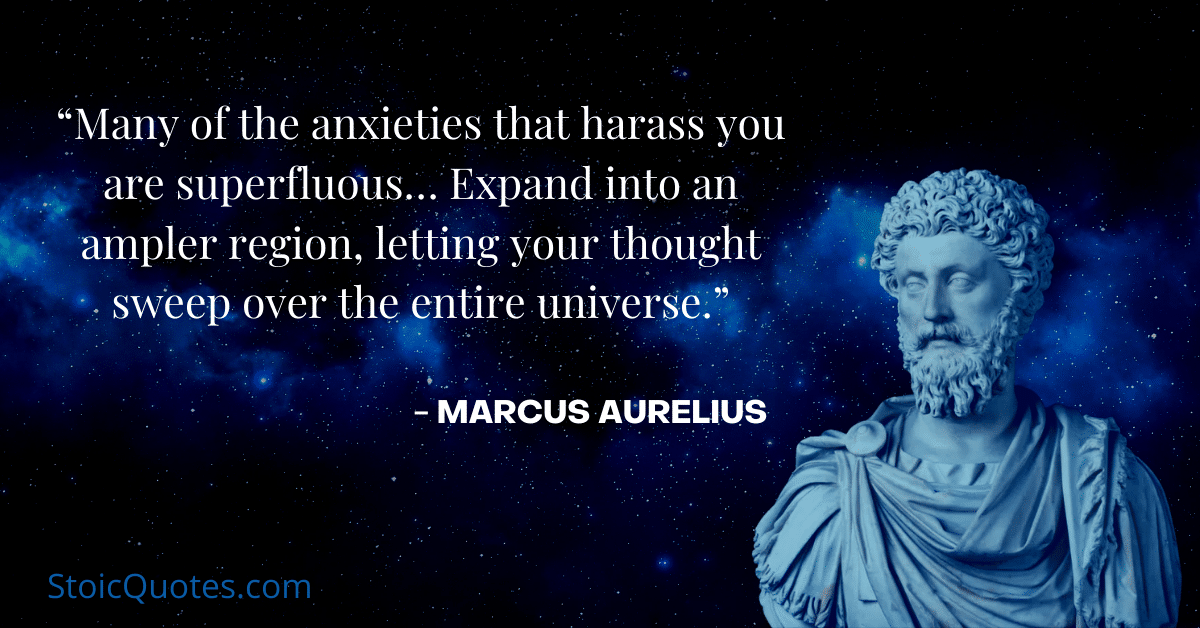 “Many of the anxieties that harass you
are superfluous... Expand into an
ampler region, letting your thought
sweep over the entire universe.”
- MARCUS AURELIUS
StoicQuotes.com